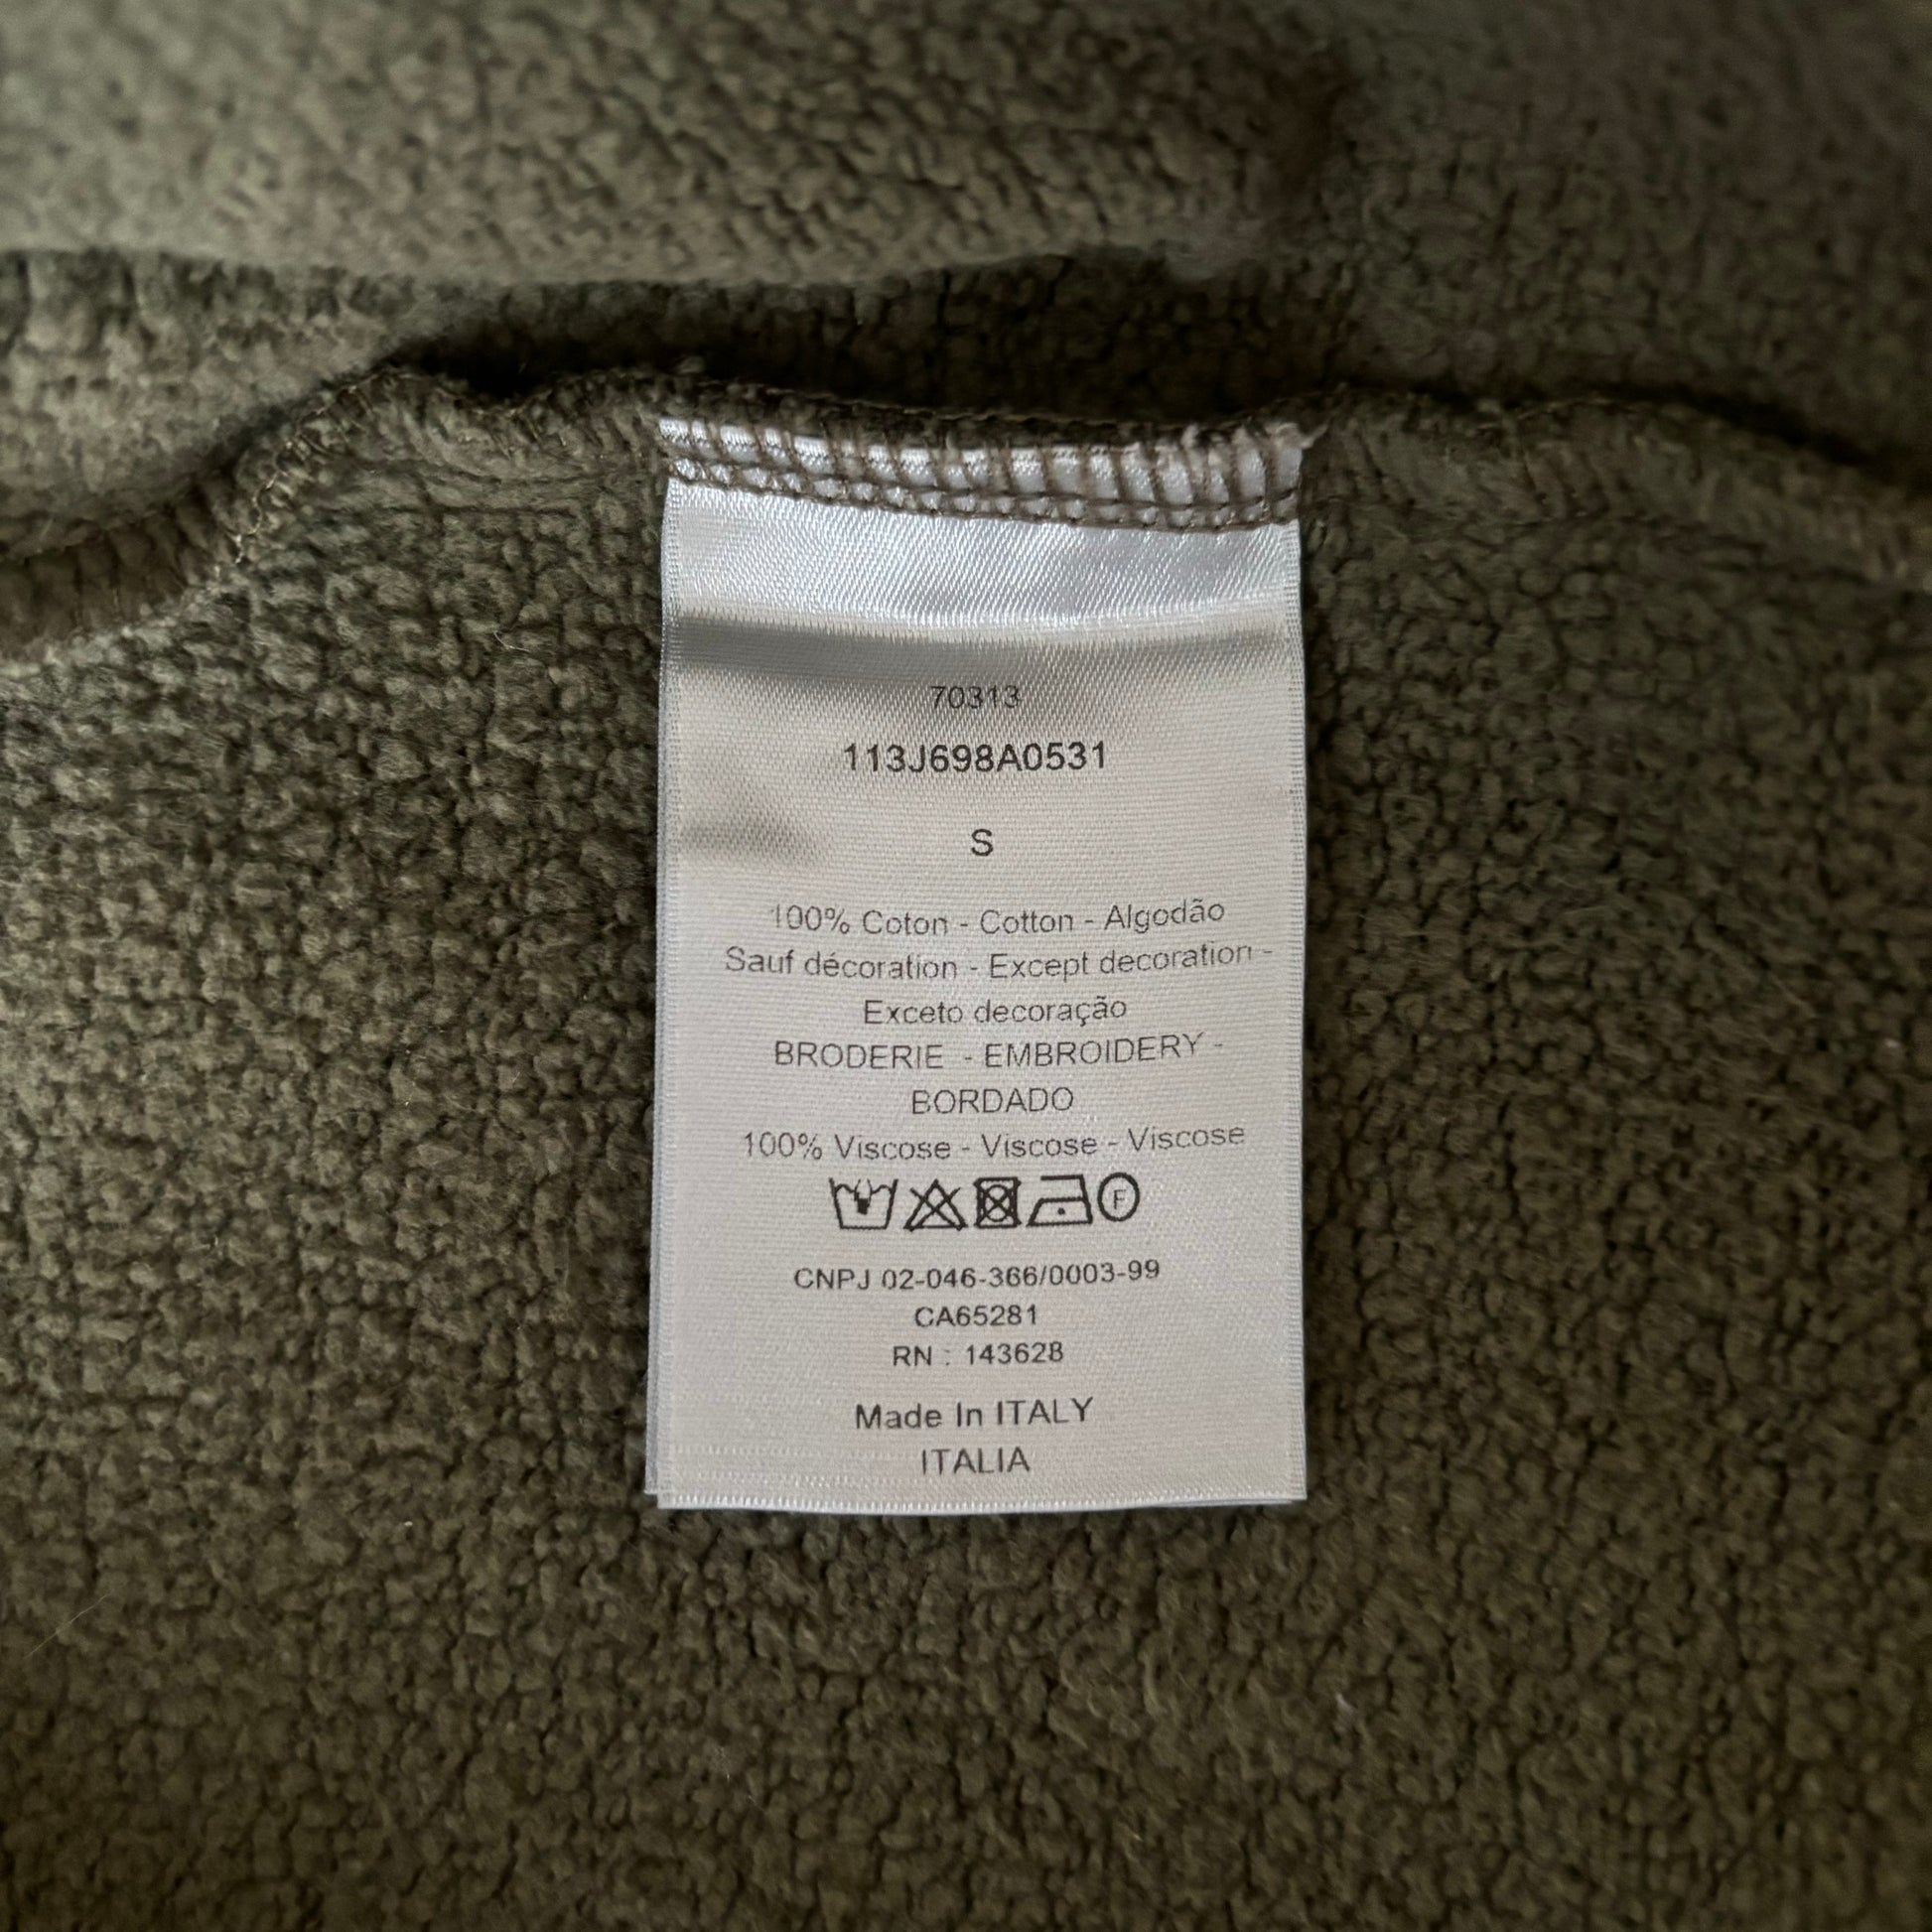 70313
113J698A0531
S
100% Coton - Cotton - Algodão
Sauf décoration - Except decoration -
Exceto decoração
BRODERIE - EMBROIDERY -
BORDADO
100% Viscose - Viscose - Viscose
F
CNPJ 02-046-366/0003-99
CA65281
RN : 143628
Made In ITALY
ITALIA